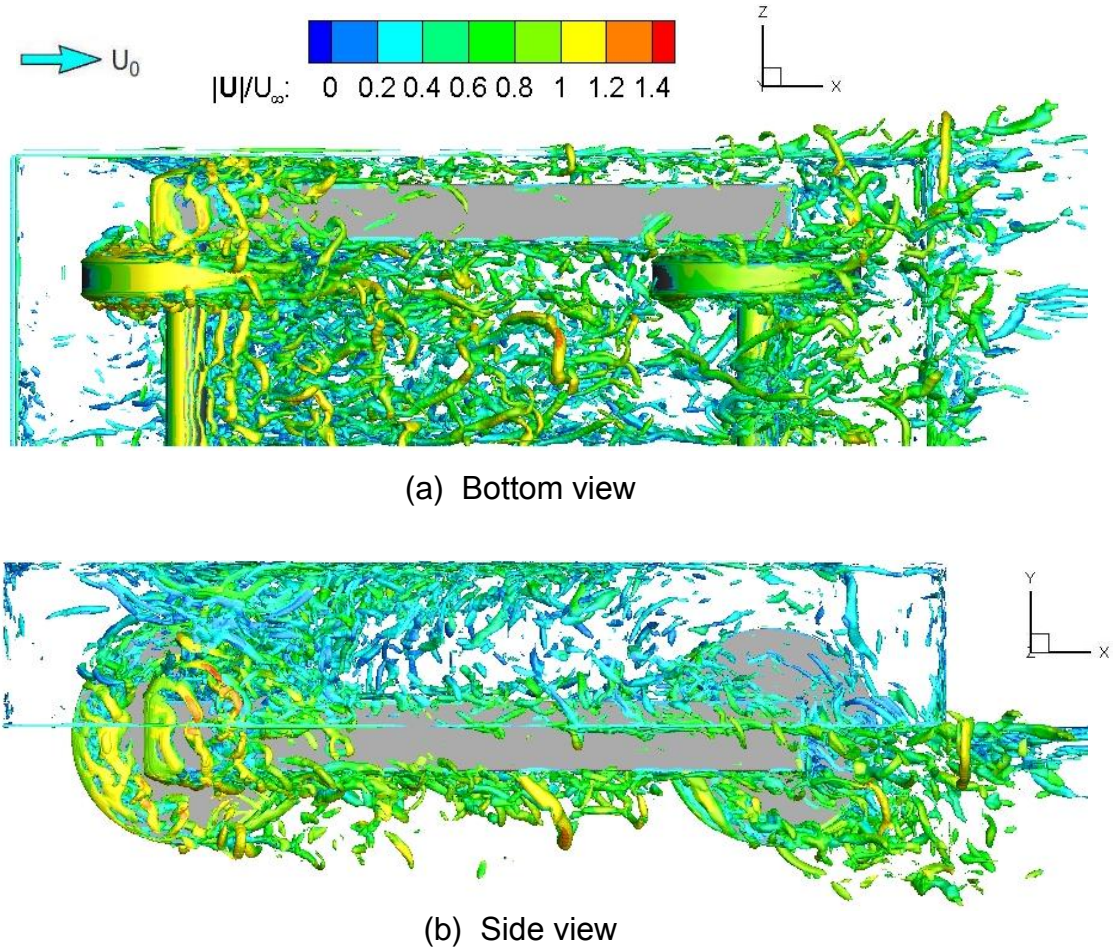 U₀
|U|/U∞: 0 0.2 0.4 0.6 0.8 1 1.2 1.4
Z
Y X
(a) Bottom view
Y
Z X
(b) Side view